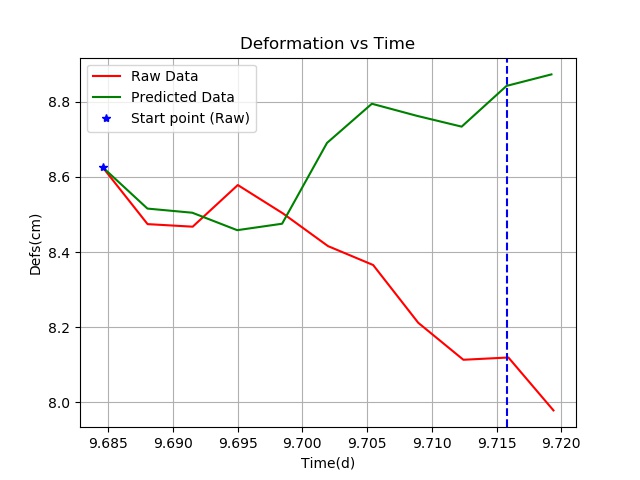 Deformation vs Time
Raw Data
Predicted Data
Start point (Raw)
Defs(cm)
8.8
8.6
8.4
8.2
8.0
9.685 9.690 9.695 9.700 9.705 9.710 9.715 9.720
Time(d)